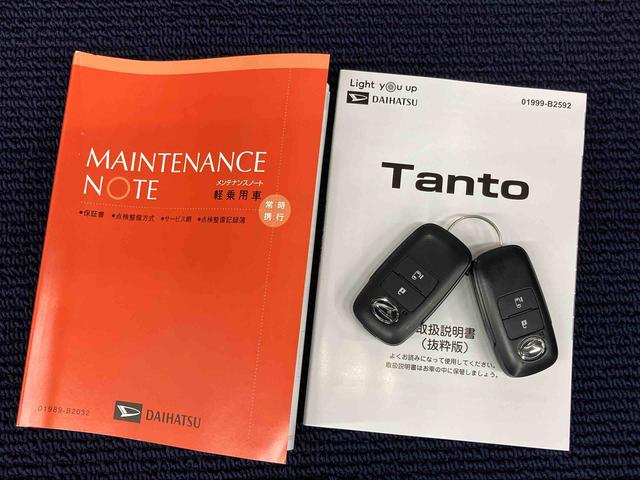 MAINTENANCE
NOTE
メンテナンスノート
軽乗用車
常時
携行
●保証書 ●点検整備方式 ●サービス網 ●点検整備記録簿
01989-B2032
DAIHATSU
Light you up
DAIHATSU
01999-B2592
Tanto
取扱説明書
（抜粋版）
よくお読みになって使用してください。
取扱説明書はお車の中に保管しましょう。